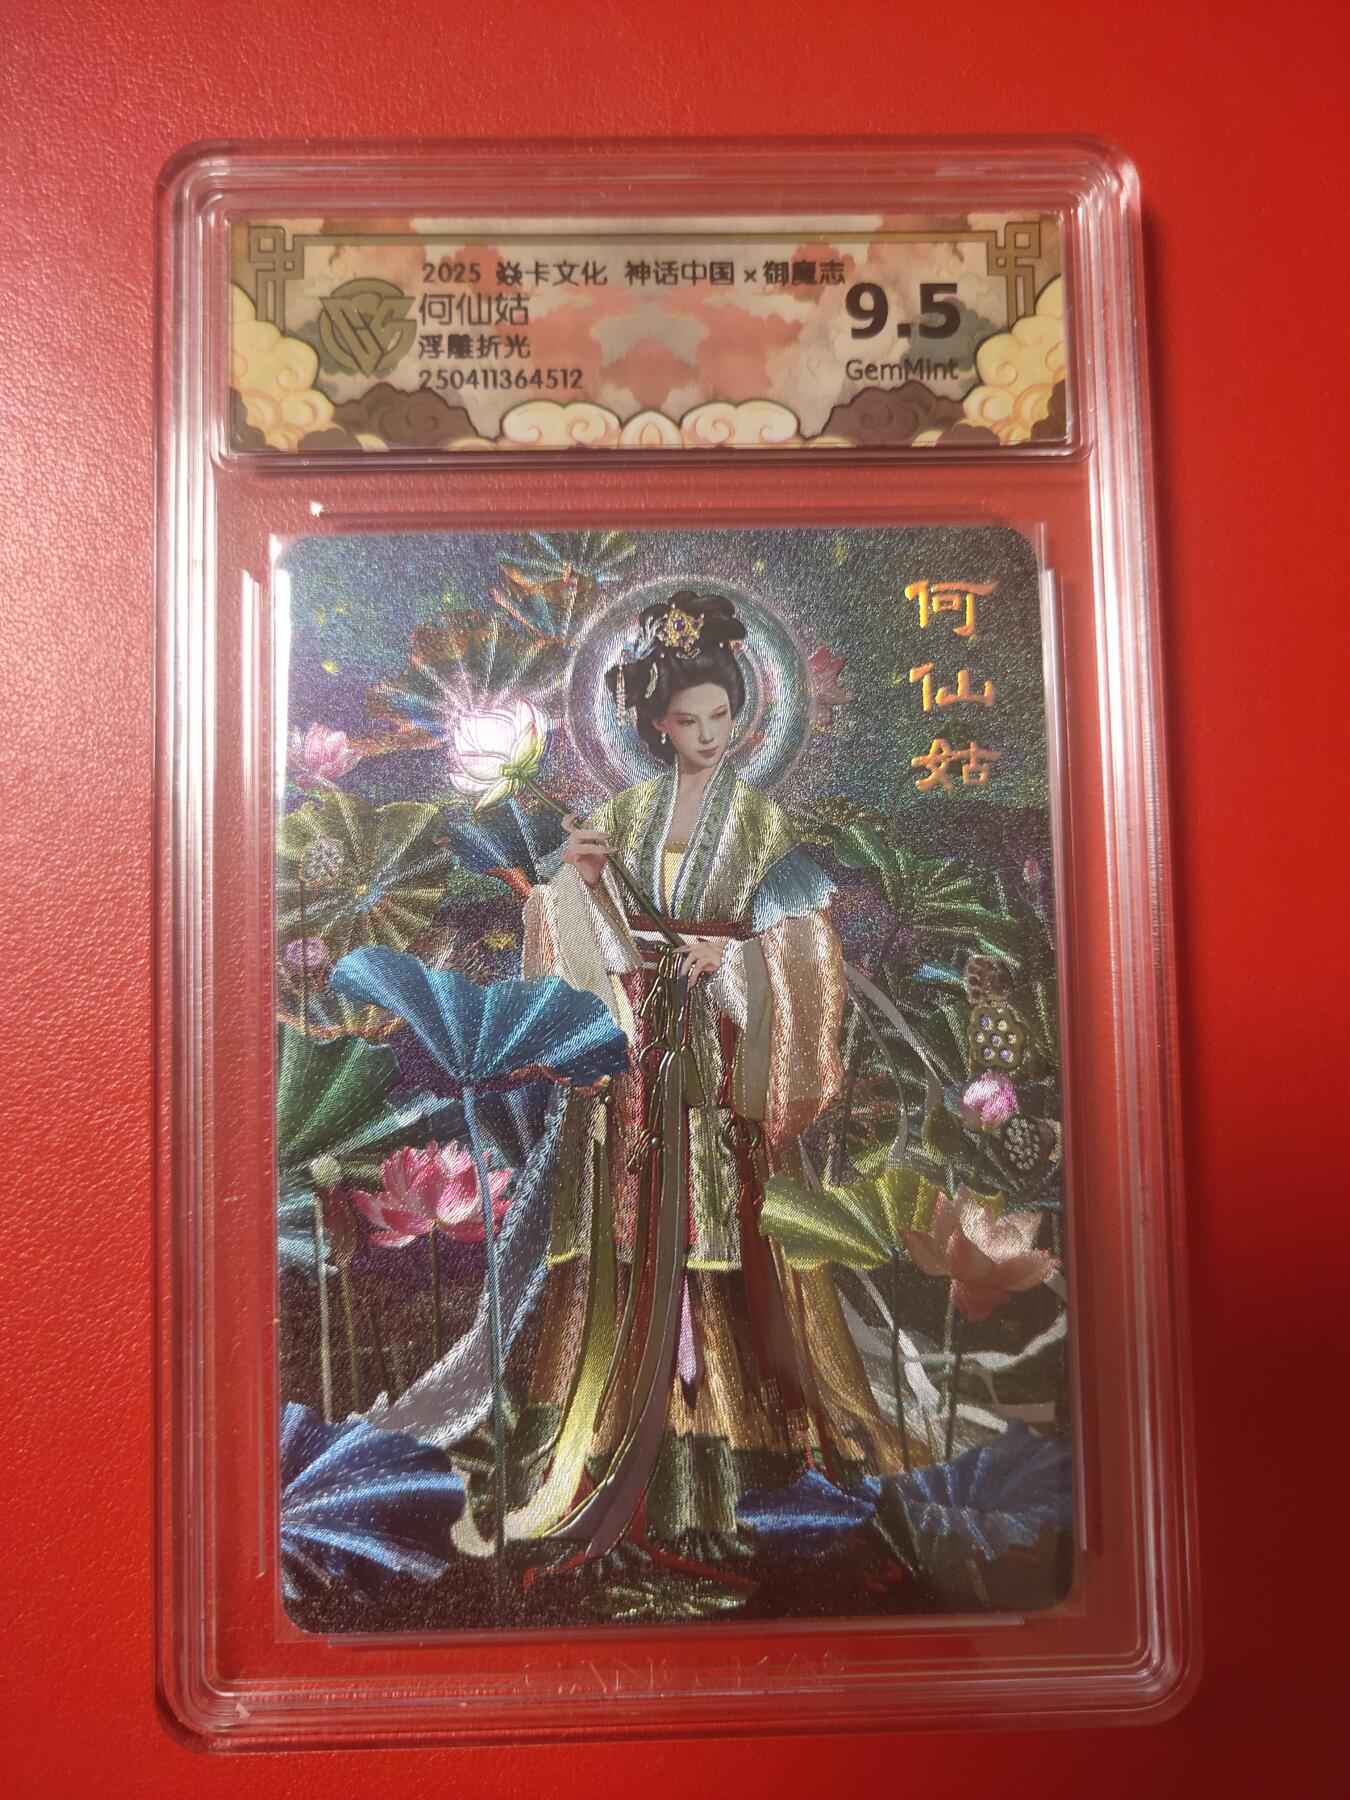 2025 焱卡文化 神话中国×御魔志
何仙姑
浮雕折光
250411364512
9.5
GemMint
何
仙
姑